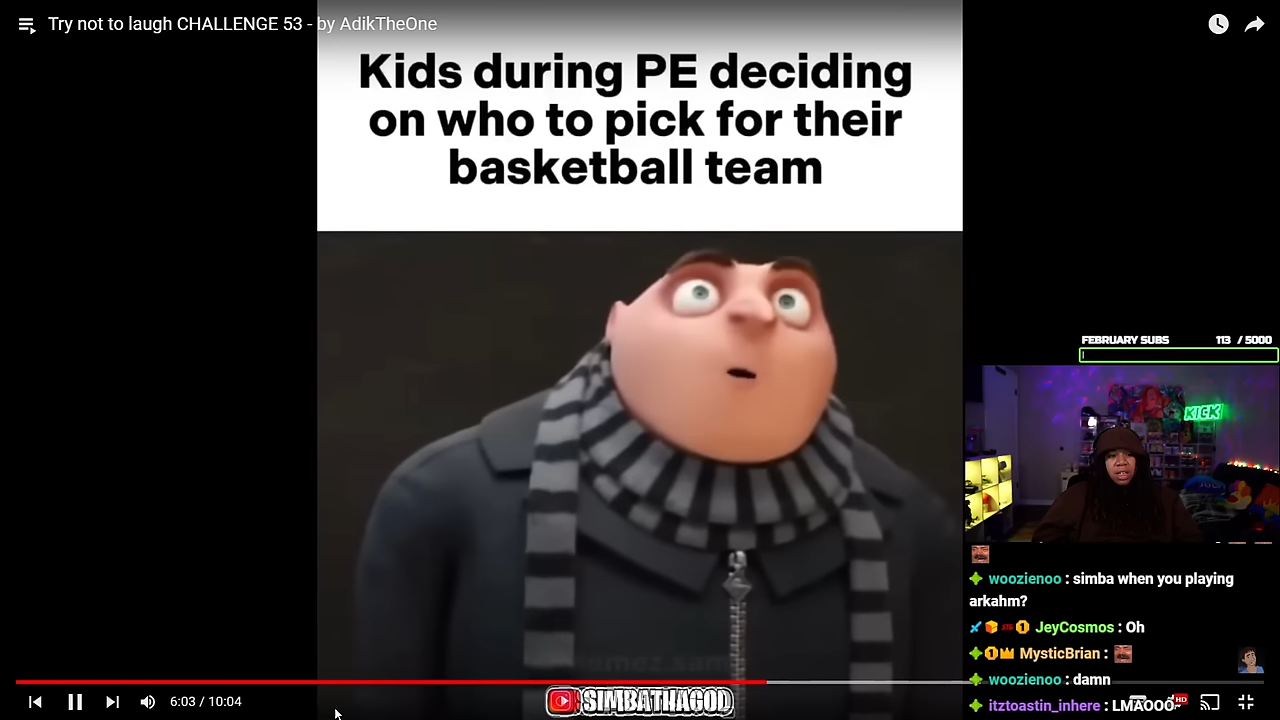 Try not to laugh CHALLENGE 53 - by AdikTheOne
Kids during PE deciding
on who to pick for their
basketball team
FEBRUARY SUBS 113 / 5000
KICK
woozienoo : simba when you playing
arkahm?
JeyCosmos : Oh
MysticBrian :
woozienoo : damn
itztoastin_inhere : LMAOOO
HD
6:03 / 10:04
SIMBATHAGOD